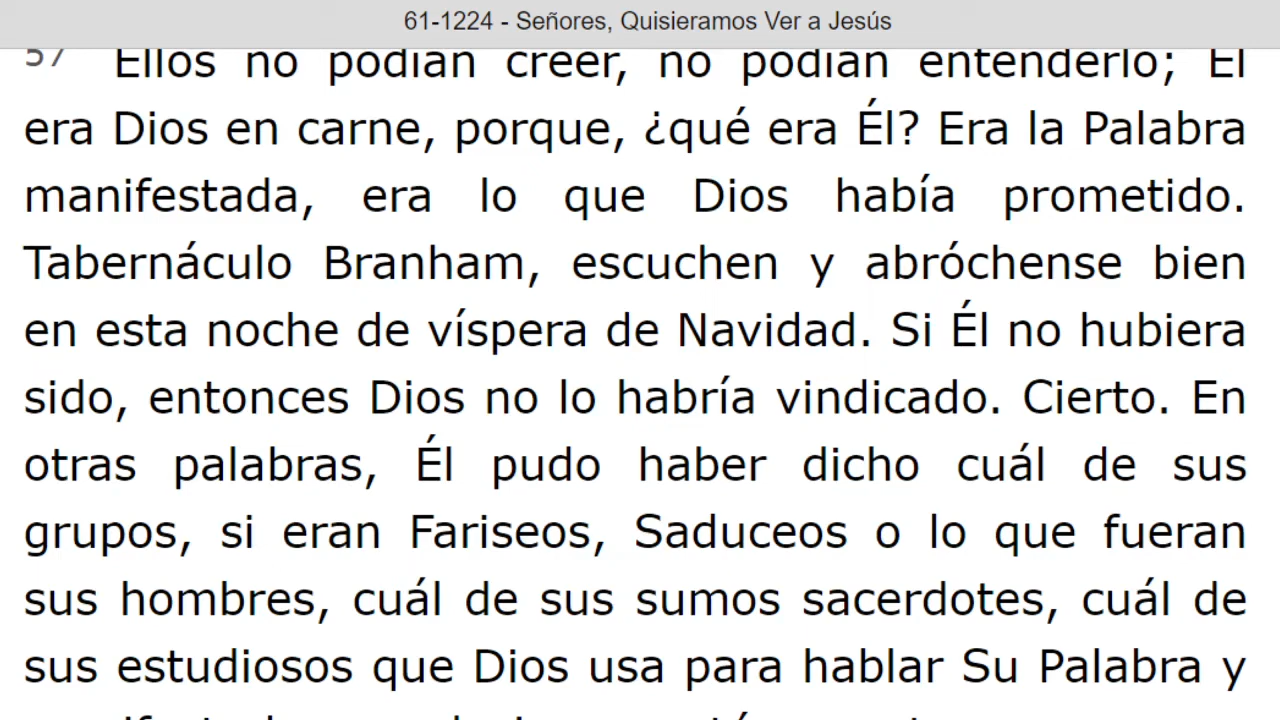 61-1224 - Señores, Quisieramos Ver a Jesús
57 Ellos no podían creer, no podían entenderlo; Él
era Dios en carne, porque, ¿qué era Él? Era la Palabra
manifestada, era lo que Dios había prometido.
Tabernáculo Branham, escuchen y abróchense bien
en esta noche de víspera de Navidad. Si Él no hubiera
sido, entonces Dios no lo habría vindicado. Cierto. En
otras palabras, Él pudo haber dicho cuál de sus
grupos, si eran Fariseos, Saduceos o lo que fueran
sus hombres, cuál de sus sumos sacerdotes, cuál de
sus estudiosos que Dios usa para hablar Su Palabra y